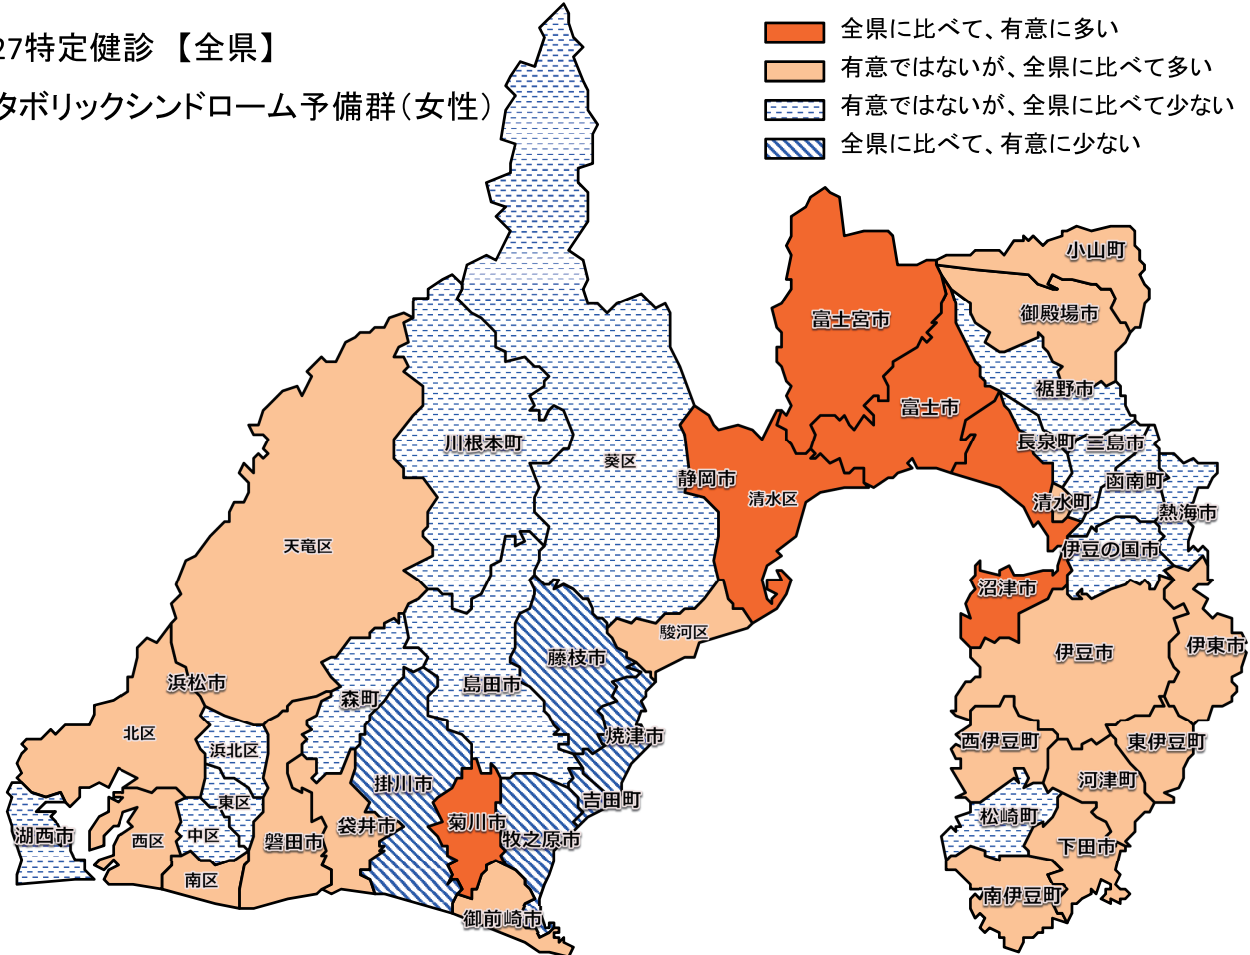 27特定健診 【全県】
タボリックシンドローム予備群(女性)
全県に比べて、有意に多い
有意ではないが、全県に比べて多い
有意ではないが、全県に比べて少ない
全県に比べて、有意に少ない
小山町
御殿場市
富士宮市
裾野市
富士市
長泉町
三島市
川根本町
葵区
静岡市
清水区
函南町
清水町
熱海市
伊豆の国市
天竜区
沼津市
駿河区
伊豆市
伊東市
藤枝市
浜松市
島田市
森町
北区
浜北区
焼津市
西伊豆町
東伊豆町
掛川市
河津町
東区
吉田町
湖西市
中区
西区
磐田市
袋井市
菊川市
牧之原市
松崎町
下田市
南区
御前崎市
南伊豆町